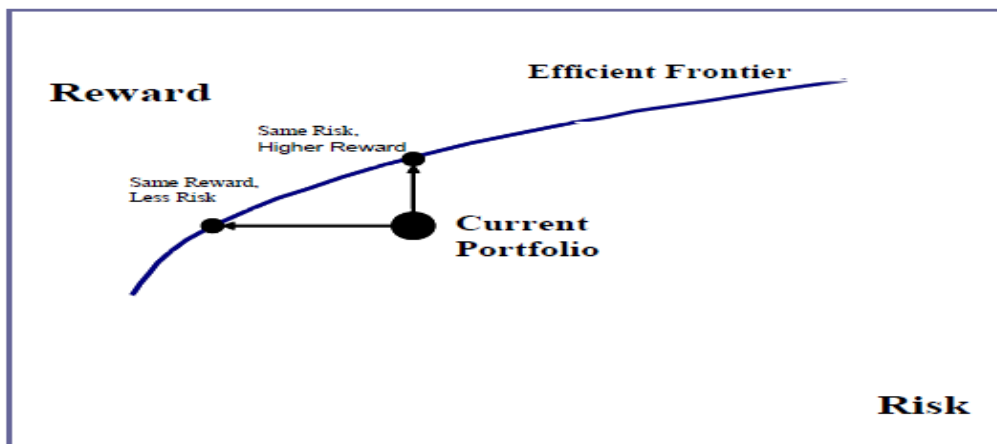 Efficient Frontier
Reward
Same Risk,
Higher Reward
Same Reward,
Less Risk
Current
Portfolio
Risk